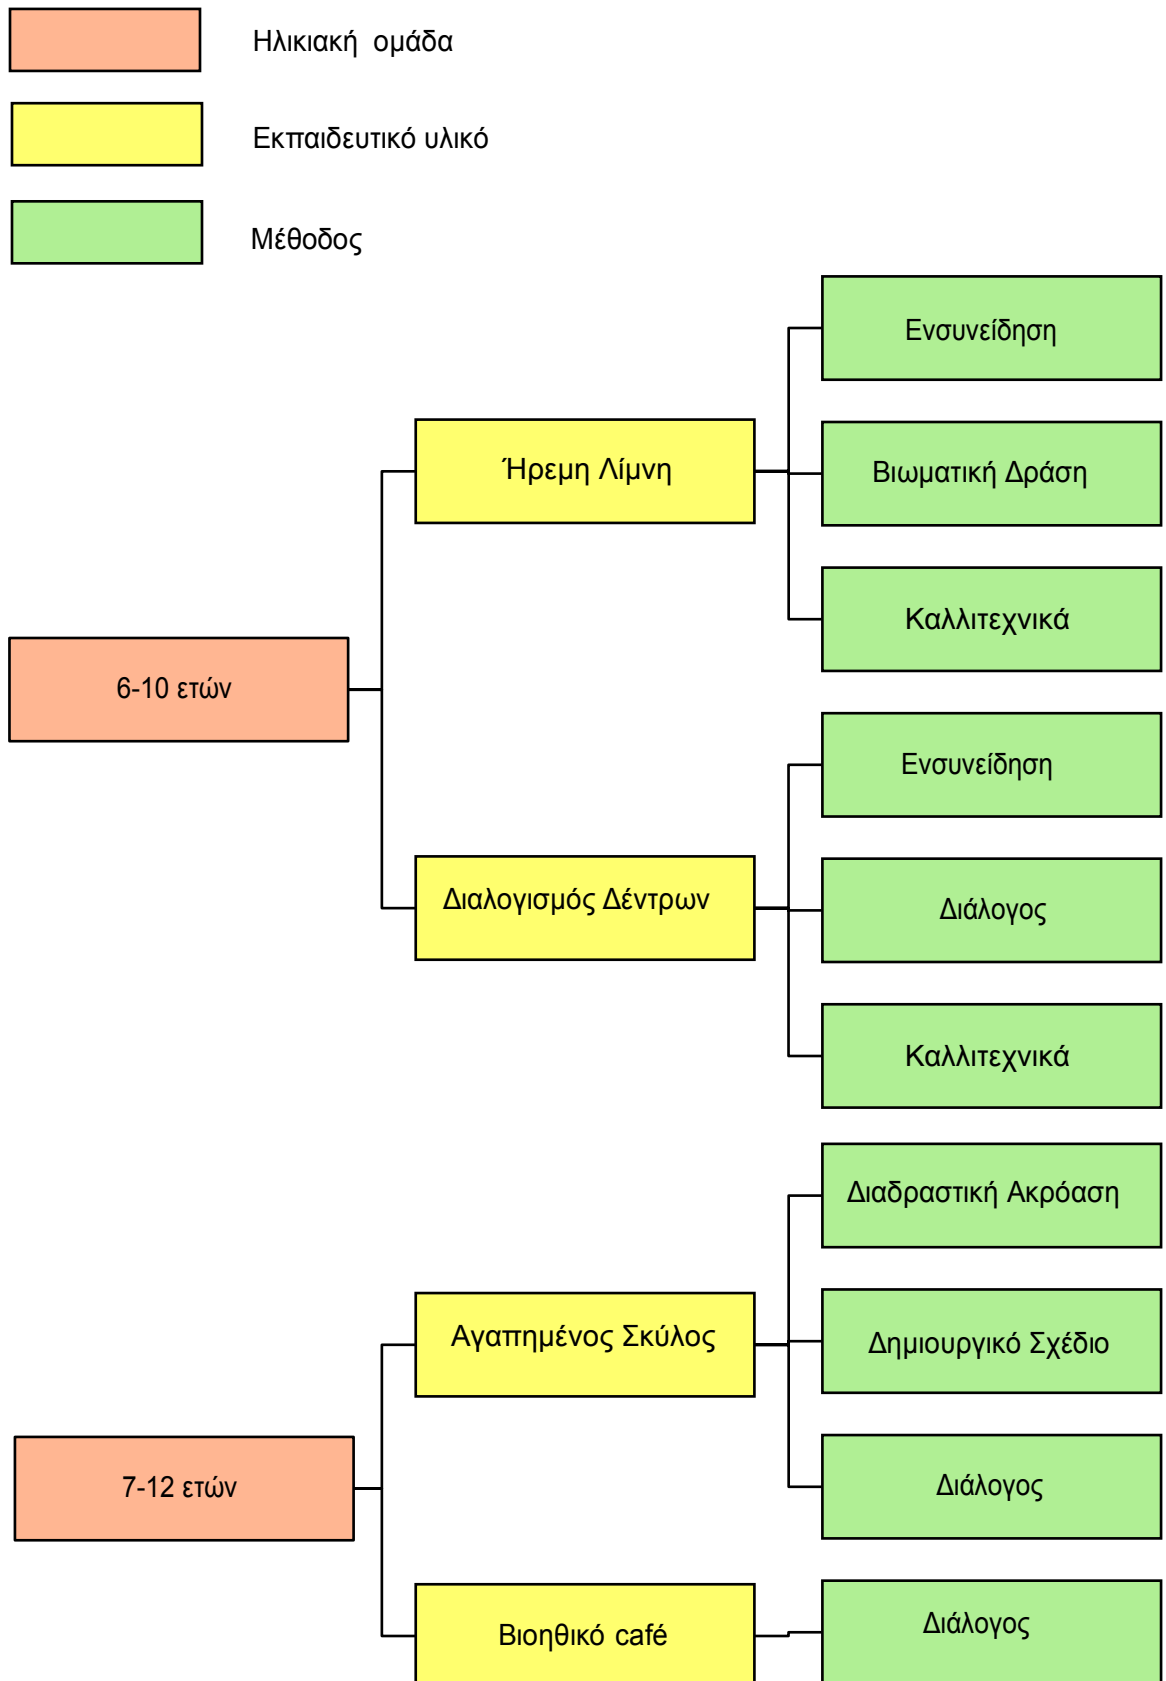 Ηλικιακή ομάδα
Εκπαιδευτικό υλικό
Μέθοδος
6-10 ετών
Ήρεμη Λίμνη
Ενσυνείδηση
Βιωματική Δράση
Καλλιτεχνικά
Διαλογισμός Δέντρων
Ενσυνείδηση
Διάλογος
Καλλιτεχνικά
7-12 ετών
Αγαπημένος Σκύλος
Διαδραστική Ακρόαση
Δημιουργικό Σχέδιο
Διάλογος
Βιοηθικό café
Διάλογος